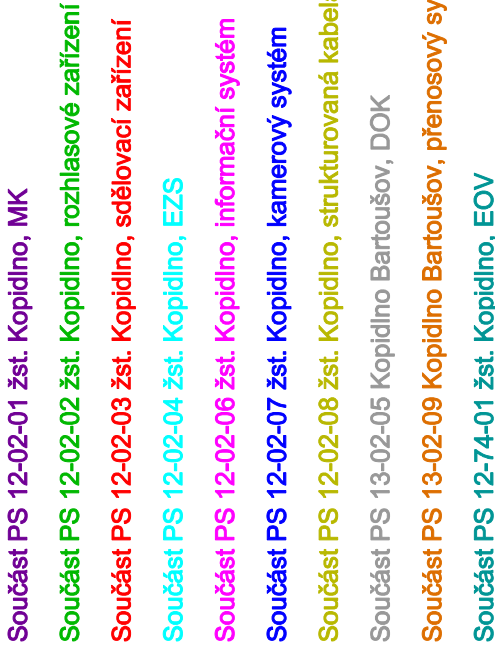 Součást PS 12-02-01 žst. Kopidlno, MK
Součást PS 12-02-02 žst. Kopidlno, rozhlasové zařízení
Součást PS 12-02-03 žst. Kopidlno, sdělovací zařízení
Součást PS 12-02-04 žst. Kopidlno, EZS
Součást PS 12-02-06 žst. Kopidlno, informační systém
Součást PS 12-02-07 žst. Kopidlno, kamerový systém
Součást PS 12-02-08 žst. Kopidlno, strukturovaná
Součást PS 13-02-05 Kopidlno Bartoušov, DOK
Součást PS 13-02-09 Kopidlno Bartoušov, přenosový
Součást PS 12-74-01 žst. Kopidlno, EOV